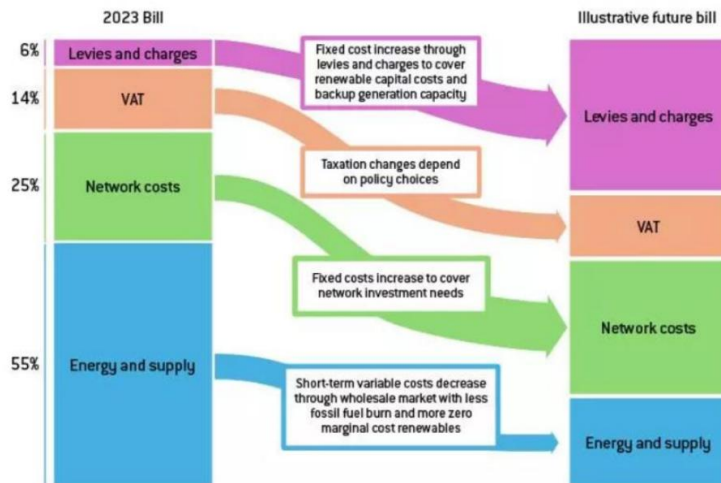 2023 Bill
Illustrative future bill
6%
Levies and charges
Fixed cost increase through
levies and charges to cover
renewable capital costs and
backup generation capacity
Levies and charges
14%
VAT
Taxation changes depend
on policy choices
VAT
25%
Network costs
Fixed costs increase to cover
network investment needs
Network costs
55%
Energy and supply
Short-term variable costs decrease
through wholesale market with less
fossil fuel burn and more zero
marginal cost renewables
Energy and supply